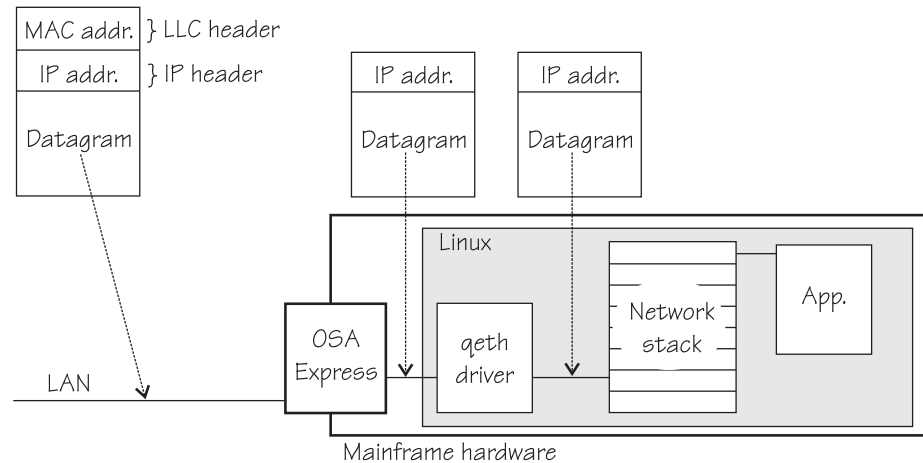 MAC addr. } LLC header
IP addr. } IP header
Datagram
IP addr.
Datagram
IP addr.
Datagram
Linux
OSA
Express
qeth
driver
Network
stack
App.
LAN
Mainframe hardware